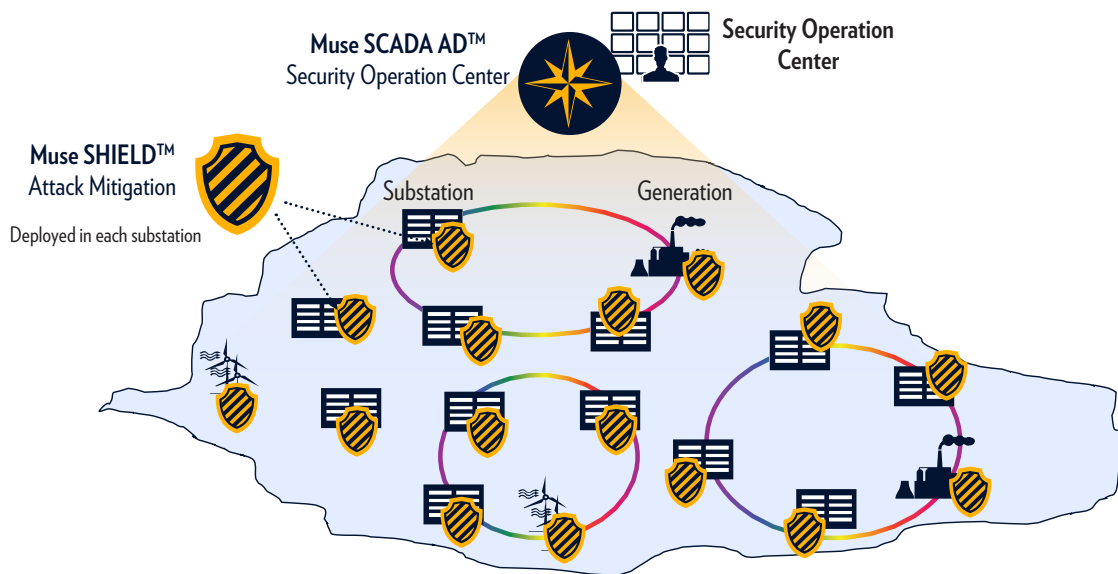 Muse SCADA AD™
Security Operation Center
Security Operation
Center
Muse SHIELD™
Attack Mitigation
Deployed in each substation
Substation
Generation